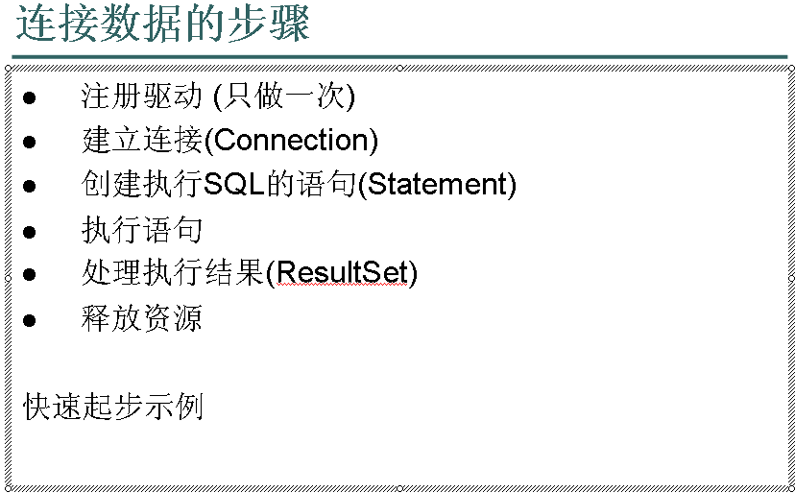 连接数据的步骤
● 注册驱动 (只做一次)
● 建立连接(Connection)
● 创建执行SQL的语句(Statement)
● 执行语句
● 处理执行结果(ResultSet)
● 释放资源
快速起步示例